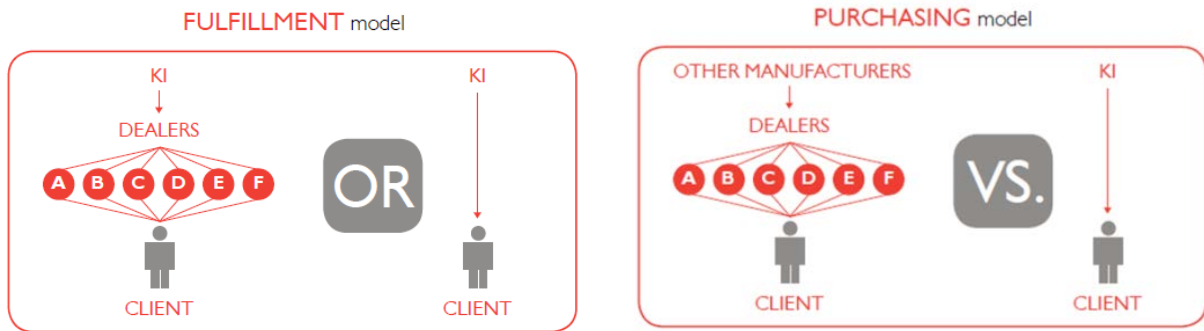 FULFILLMENT model
KI
DEALERS
A B C D E F
CLIENT
OR
KI
CLIENT
PURCHASING model
OTHER MANUFACTURERS
DEALERS
A B C D E F
CLIENT
VS.
KI
CLIENT